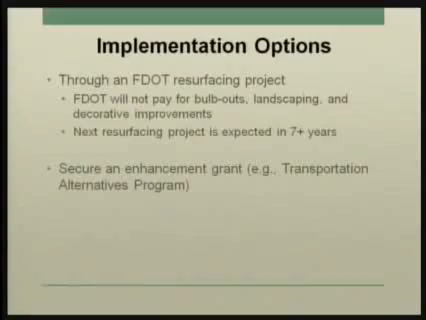 Implementation Options
• Through an FDOT resurfacing project
• FDOT will not pay for bulb-outs, landscaping, and
decorative improvements
• Next resurfacing project is expected in 7+ years
• Secure an enhancement grant (e.g., Transportation
Alternatives Program)